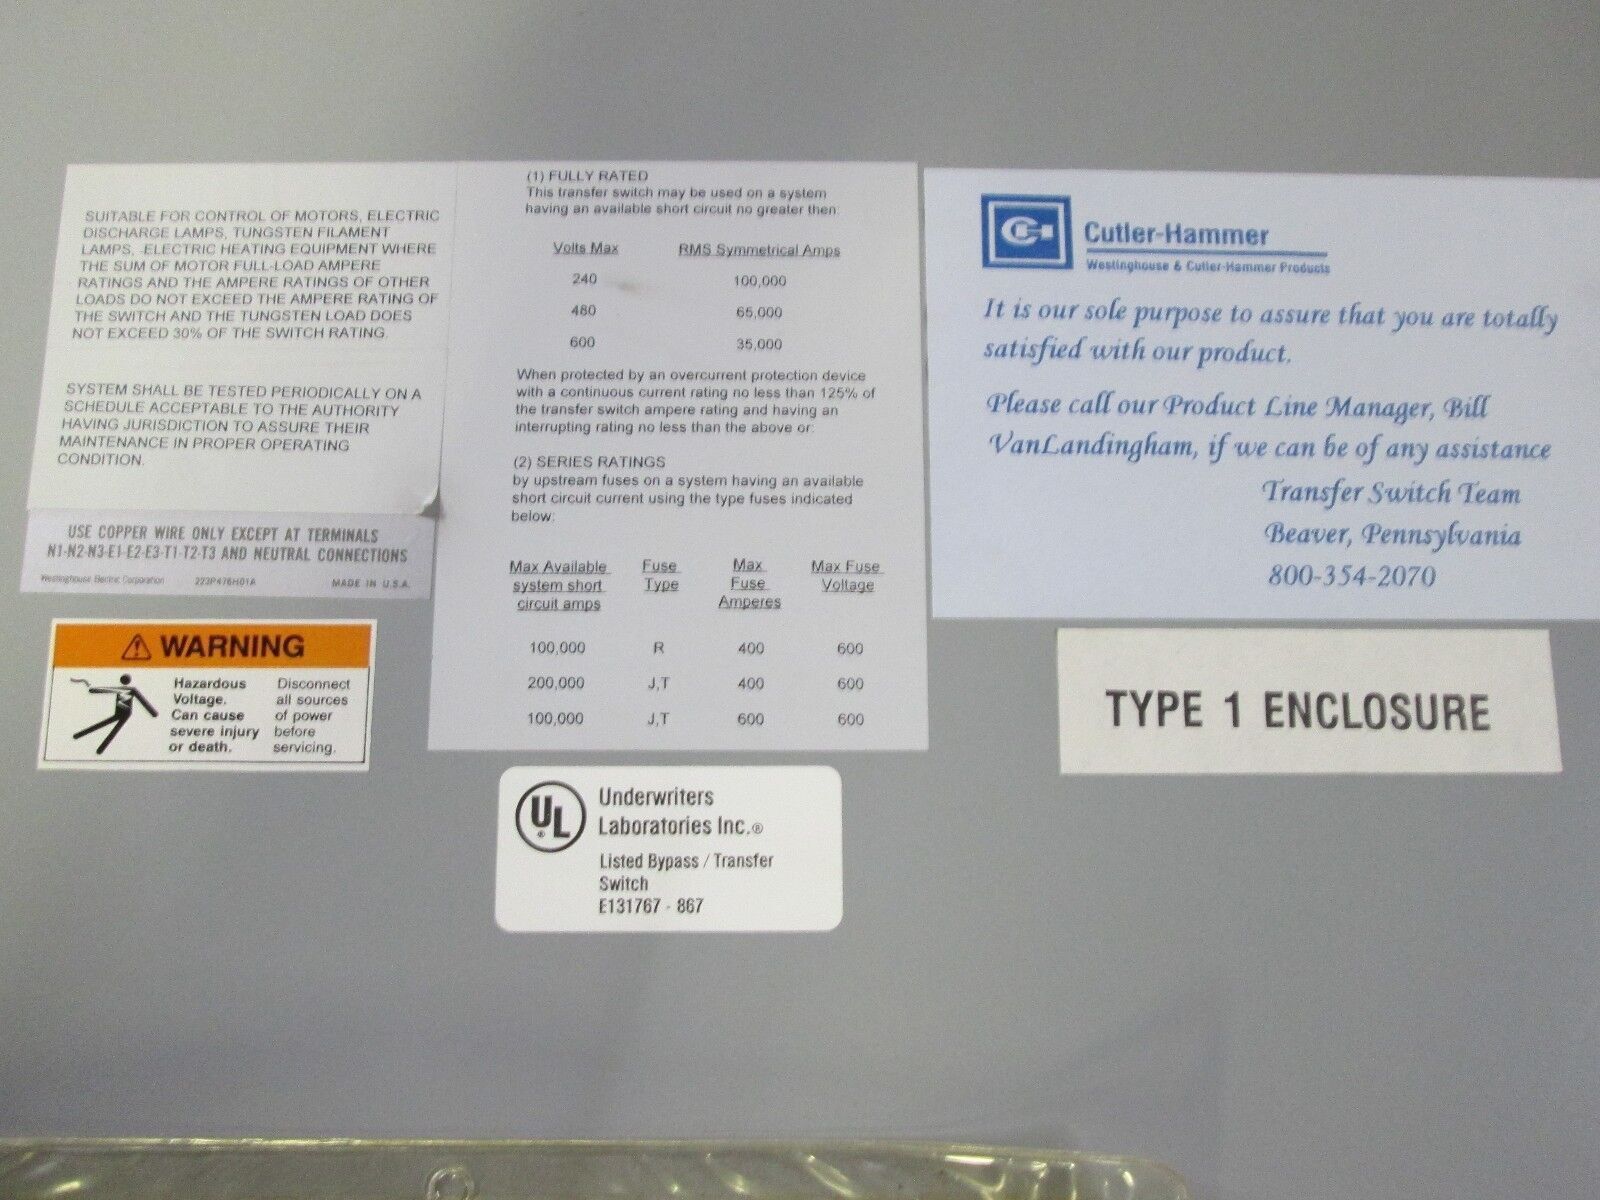 SUITABLE FOR CONTROL OF MOTORS, ELECTRIC
DISCHARGE LAMPS, TUNGSTEN FILAMENT
LAMPS, ELECTRIC HEATING EQUIPMENT WHERE
THE SUM OF MOTOR FULL-LOAD AMPERE
RATINGS AND THE AMPERE RATINGS OF OTHER
LOADS DO NOT EXCEED THE AMPERE RATING OF
THE SWITCH AND THE TUNGSTEN LOAD DOES
NOT EXCEED 30% OF THE SWITCH RATING.
SYSTEM SHALL BE TESTED PERIODICALLY ON A
SCHEDULE ACCEPTABLE TO THE AUTHORITY
HAVING JURISDICTION TO ASSURE THEIR
MAINTENANCE IN PROPER OPERATING
CONDITION.
USE COPPER WIRE ONLY EXCEPT AT TERMINALS
N1-N2-N3-E1-E2-E3-T1-T2-T3 AND NEUTRAL CONNECTIONS
Westinghouse Electric Corporation 223P476H01A MADE IN U.S.A.
WARNING
Hazardous
Voltage.
Can cause
severe injury
or death.
Disconnect
all sources
of power
before
servicing.
(1) FULLY RATED
This transfer switch may be used on a system
having an available short circuit no greater then:
Volts Max RMS Symmetrical Amps
240 100,000
480 65,000
600 35,000
When protected by an overcurrent protection device
with a continuous current rating no less than 125% of
the transfer switch ampere rating and having an
interrupting rating no less than the above or:
(2) SERIES RATINGS
by upstream fuses on a system having an available
short circuit current using the type fuses indicated
below:
Max Available Fuse Max Max Fuse
system short Type Fuse Voltage
circuit amps Amperes
100,000 R 400 600
200,000 J,T 400 600
100,000 J,T 600 600
UL
Underwriters
Laboratories Inc.®
Listed Bypass / Transfer
Switch
E131767 - 867
Cutler-Hammer
Westinghouse & Cutler-Hammer Products
It is our sole purpose to assure that you are totally
satisfied with our product.
Please call our Product Line Manager, Bill
VanLandingham, if we can be of any assistance
Transfer Switch Team
Beaver, Pennsylvania
800-354-2070
TYPE 1 ENCLOSURE